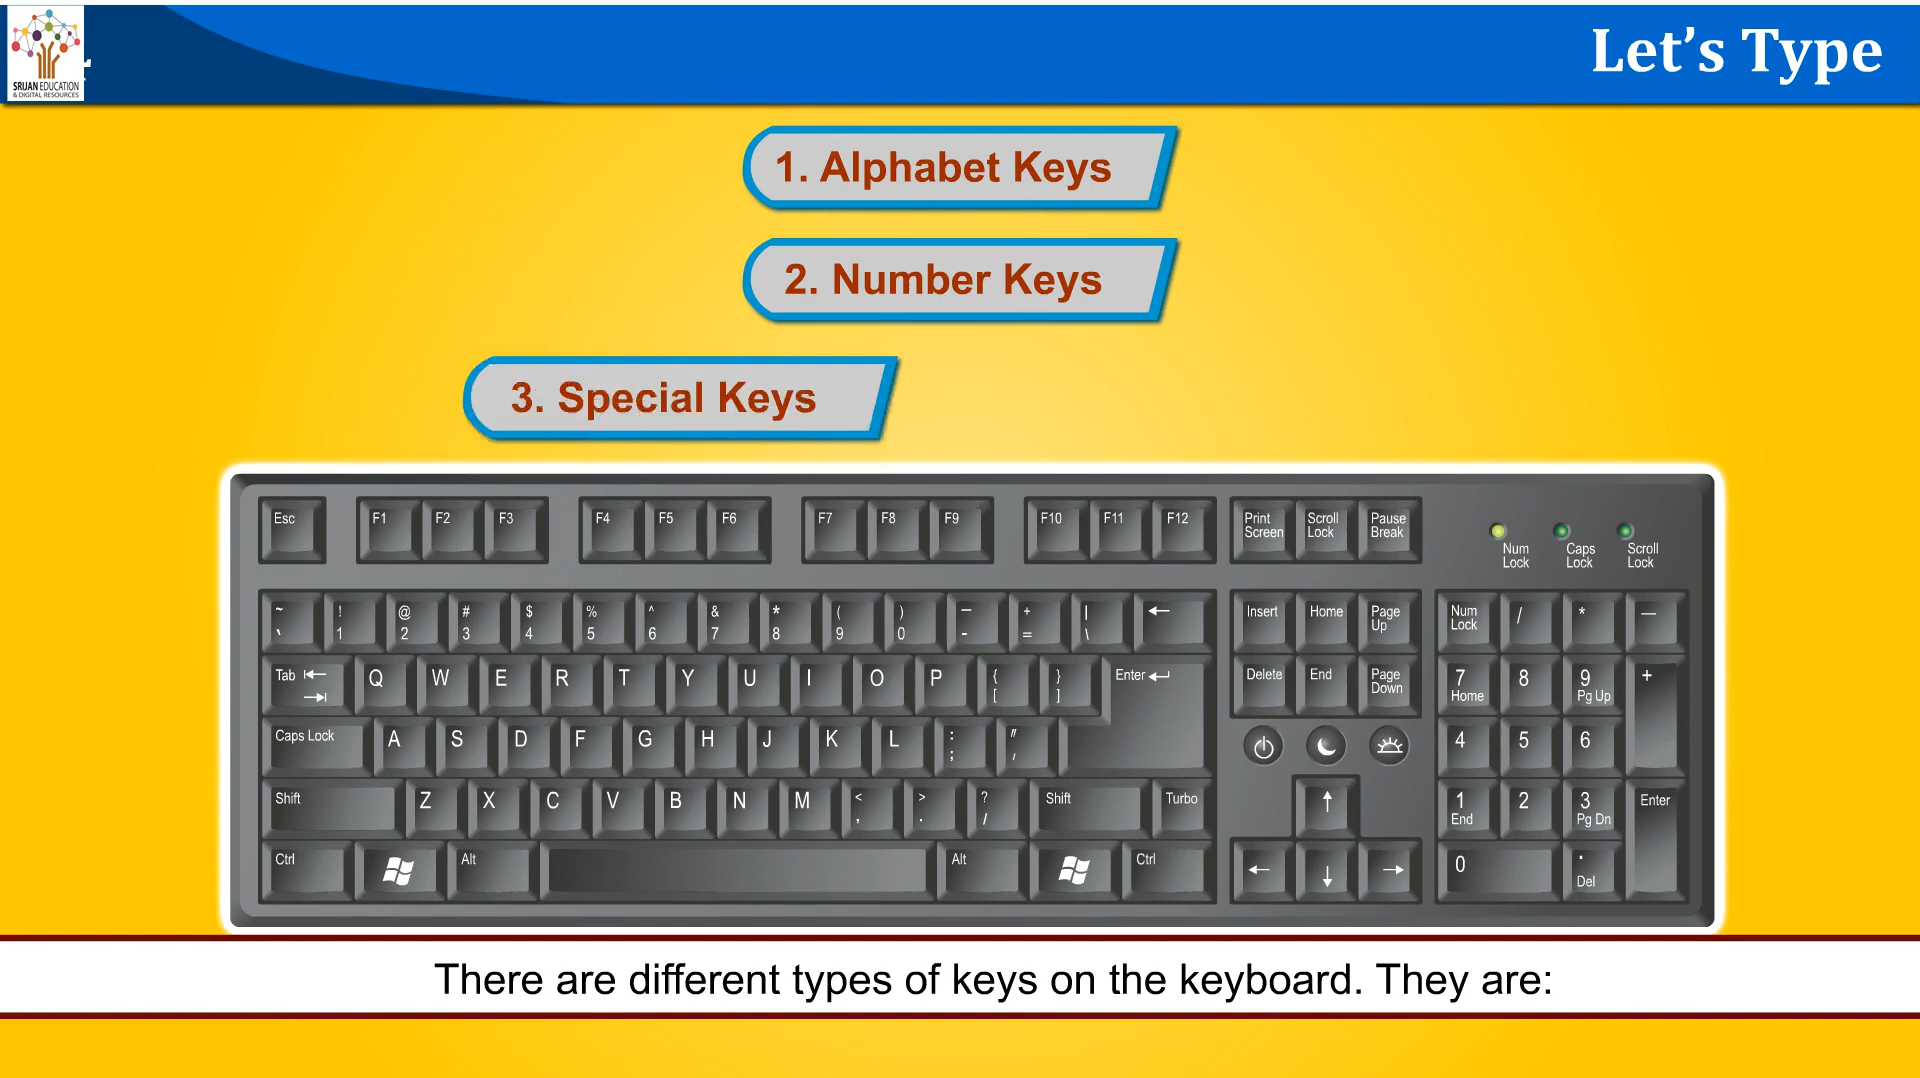 Let’s Type
SRIJAN EDUCATION
& DIGITAL RESOURCES
1. Alphabet Keys
2. Number Keys
3. Special Keys
Esc F1 F2 F3 F4 F5 F6 F7 F8 F9 F10 F11 F12 Print Screen Scroll Lock Pause Break
Num Lock Caps Lock Scroll Lock
~ ` ! 1 @ 2 # 3 $ 4 % 5 ^ 6 & 7 * 8 ( 9 ) 0 _ - + = | \ ← Insert Home Page Up Num Lock / * —
Tab Q W E R T Y U I O P { [ } ] Enter Delete End Page Down 7 Home 8 9 Pg Up +
Caps Lock A S D F G H J K L : ; " , 4 5 6
Shift Z X C V B N M < , > . ? / Shift Turbo ↑ 1 End 2 3 Pg Dn Enter
Ctrl Alt Alt Ctrl ← ↓ → 0 . Del
There are different types of keys on the keyboard. They are: